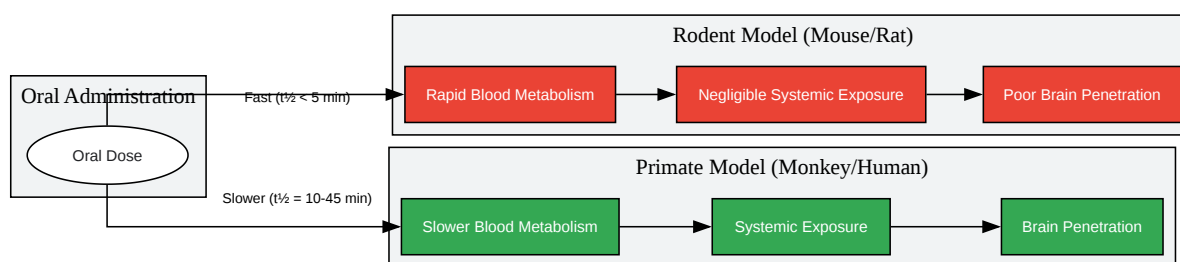 Rodent Model (Mouse/Rat)
Oral Administration
Fast (t½ < 5 min)
Rapid Blood Metabolism
Negligible Systemic Exposure
Poor Brain Penetration
Oral Dose
Primate Model (Monkey/Human)
Slower (t½ = 10-45 min)
Slower Blood Metabolism
Systemic Exposure
Brain Penetration